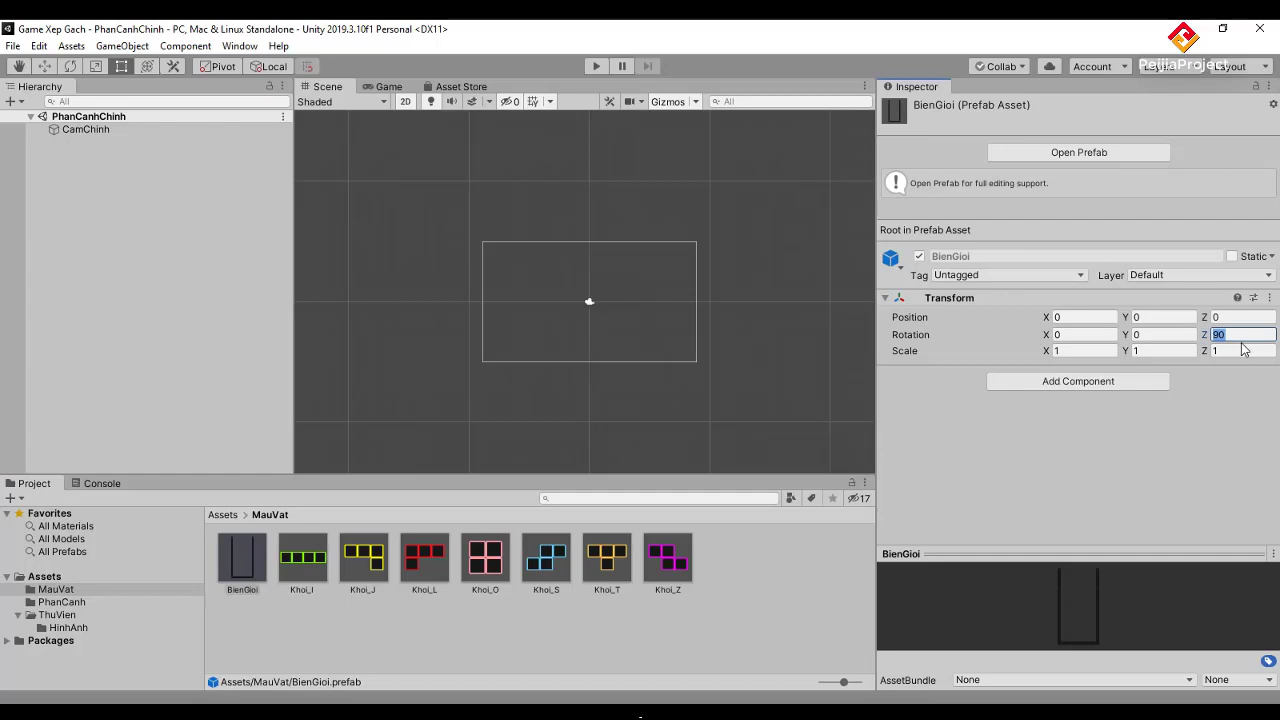 Game Xep Gach - PhanCanhChinh - PC, Mac & Linux Standalone - Unity 2019.3.10f1 Personal <DX11>
File Edit Assets GameObject Component Window Help
Pivot Local Collab Account Layout
PeijiaProject
Hierarchy
All
PhanCanhChinh
CamChinh
Scene Game Asset Store
Shaded 2D 0 Gizmos All
Inspector
BienGioi (Prefab Asset)
Open Prefab
Open Prefab for full editing support.
Root in Prefab Asset
BienGioi Static
Tag Untagged Layer Default
Transform
Position X 0 Y 0 Z 0
Rotation X 0 Y 0 Z 90
Scale X 1 Y 1 Z 1
Add Component
Project Console
17
Favorites
All Materials
All Models
All Prefabs
Assets
MauVat
PhanCanh
ThuVien
HinhAnh
Packages
Assets > MauVat
BienGioi Khoi_I Khoi_J Khoi_L Khoi_O Khoi_S Khoi_T Khoi_Z
Assets/MauVat/BienGioi.prefab
BienGioi
AssetBundle None None